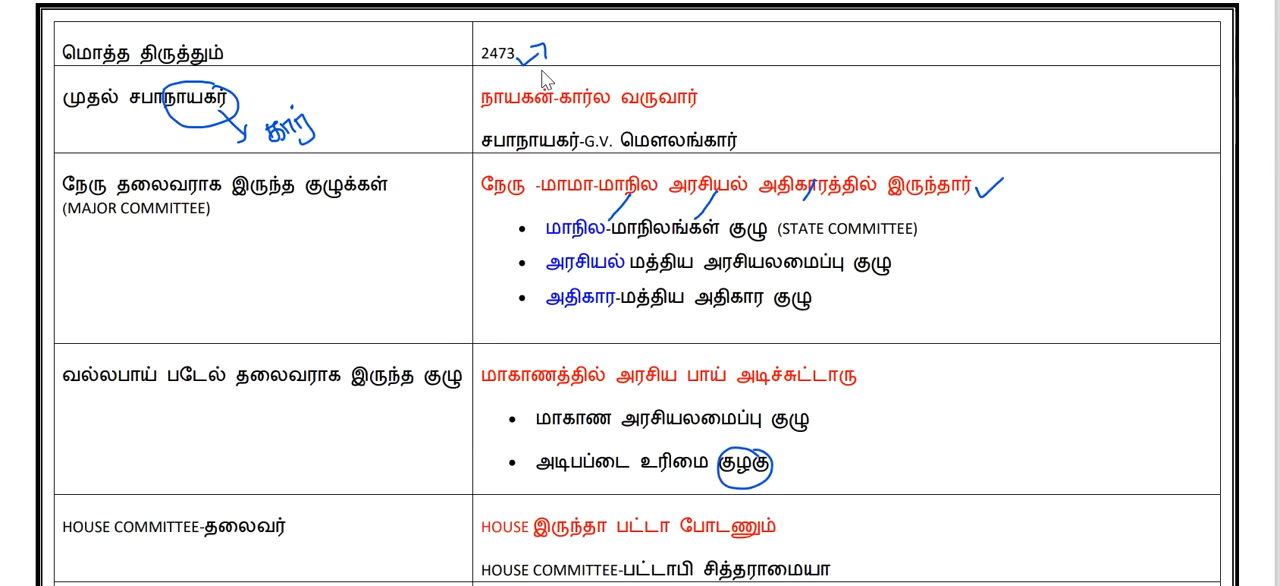 மொத்த திருத்தும்
2473
முதல் சபாநாயகர்
கார்
நாயகன்-கார்ல வருவார்
சபாநாயகர்-G.V. மௌலங்கார்
நேரு தலைவராக இருந்த குழுக்கள்
(MAJOR COMMITTEE)
நேரு -மாமா-மாநில அரசியல் அதிகாரத்தில் இருந்தார்
• மாநில-மாநிலங்கள் குழு (STATE COMMITTEE)
• அரசியல் மத்திய அரசியலமைப்பு குழு
• அதிகார-மத்திய அதிகார குழு
வல்லபாய் படேல் தலைவராக இருந்த குழு
மாகாணத்தில் அரசிய பாய் அடிச்சுட்டாரு
• மாகாண அரசியலமைப்பு குழு
• அடிபப்டை உரிமை குழகு
HOUSE COMMITTEE-தலைவர்
HOUSE இருந்தா பட்டா போடணும்
HOUSE COMMITTEE-பட்டாபி சித்தராமையா